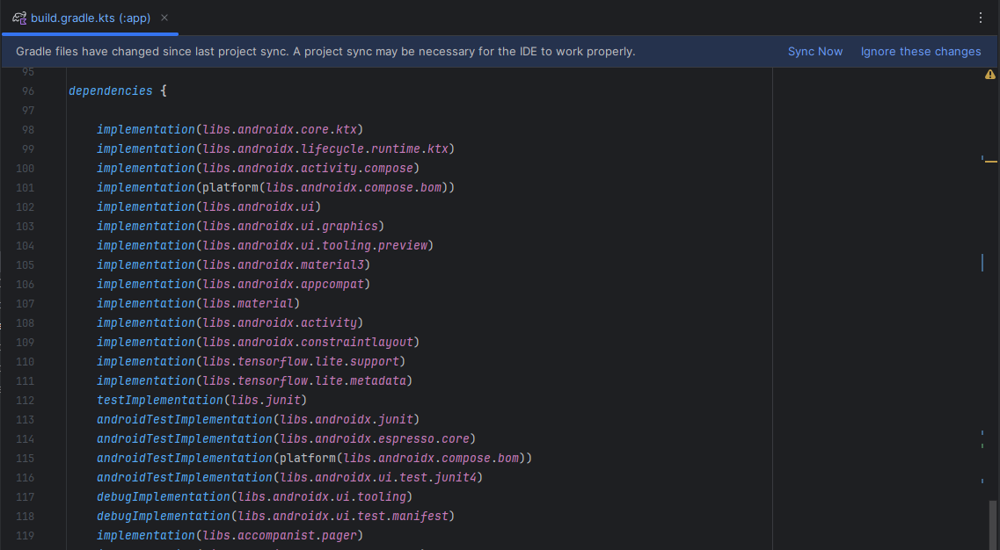 build.gradle.kts (:app)
Gradle files have changed since last project sync. A project sync may be necessary for the IDE to work properly. Sync Now Ignore these changes
95
96 dependencies {
97
98 implementation(libs.androidx.core.ktx)
99 implementation(libs.androidx.lifecycle.runtime.ktx)
100 implementation(libs.androidx.activity.compose)
101 implementation(platform(libs.androidx.compose.bom))
102 implementation(libs.androidx.ui)
103 implementation(libs.androidx.ui.graphics)
104 implementation(libs.androidx.ui.tooling.preview)
105 implementation(libs.androidx.material3)
106 implementation(libs.androidx.appcompat)
107 implementation(libs.material)
108 implementation(libs.androidx.activity)
109 implementation(libs.androidx.constraintlayout)
110 implementation(libs.tensorflow.lite.support)
111 implementation(libs.tensorflow.lite.metadata)
112 testImplementation(libs.junit)
113 androidTestImplementation(libs.androidx.junit)
114 androidTestImplementation(libs.androidx.espresso.core)
115 androidTestImplementation(platform(libs.androidx.compose.bom))
116 androidTestImplementation(libs.androidx.ui.test.junit4)
117 debugImplementation(libs.androidx.ui.tooling)
118 debugImplementation(libs.androidx.ui.test.manifest)
119 implementation(libs.accompanist.pager)